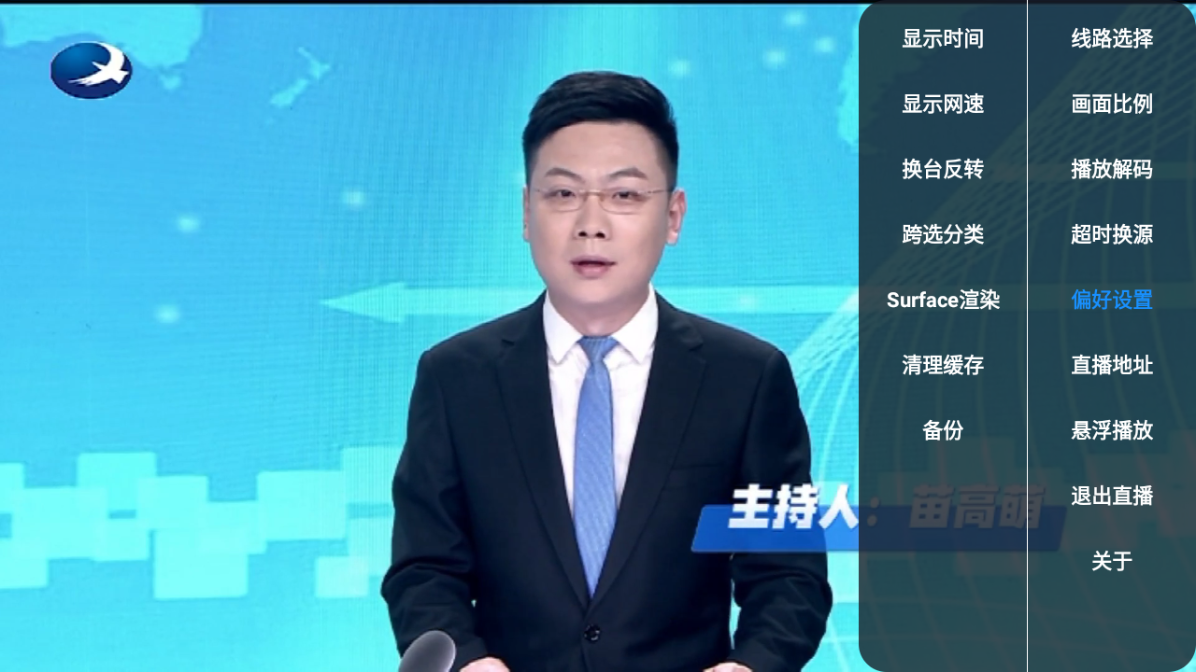 显示时间
显示网速
换台反转
跨选分类
Surface渲染
清理缓存
备份
线路选择
画面比例
播放解码
超时换源
偏好设置
直播地址
悬浮播放
退出直播
关于
主持人：苗高萌